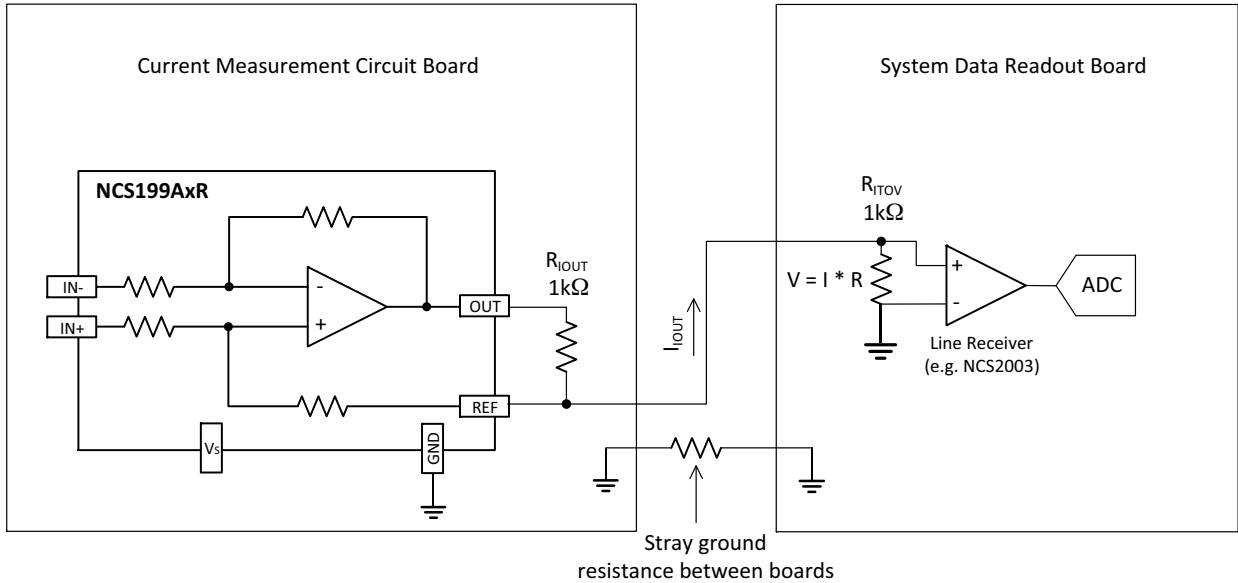 Current Measurement Circuit Board
System Data Readout Board
NCS199AxR
IN-
IN+
-
+
OUT
REF
VS
GND
RIOUT
1kΩ
IIOUT
RITOV
1kΩ
V = I * R
+
-
ADC
Line Receiver
(e.g. NCS2003)
Stray ground
resistance between boards